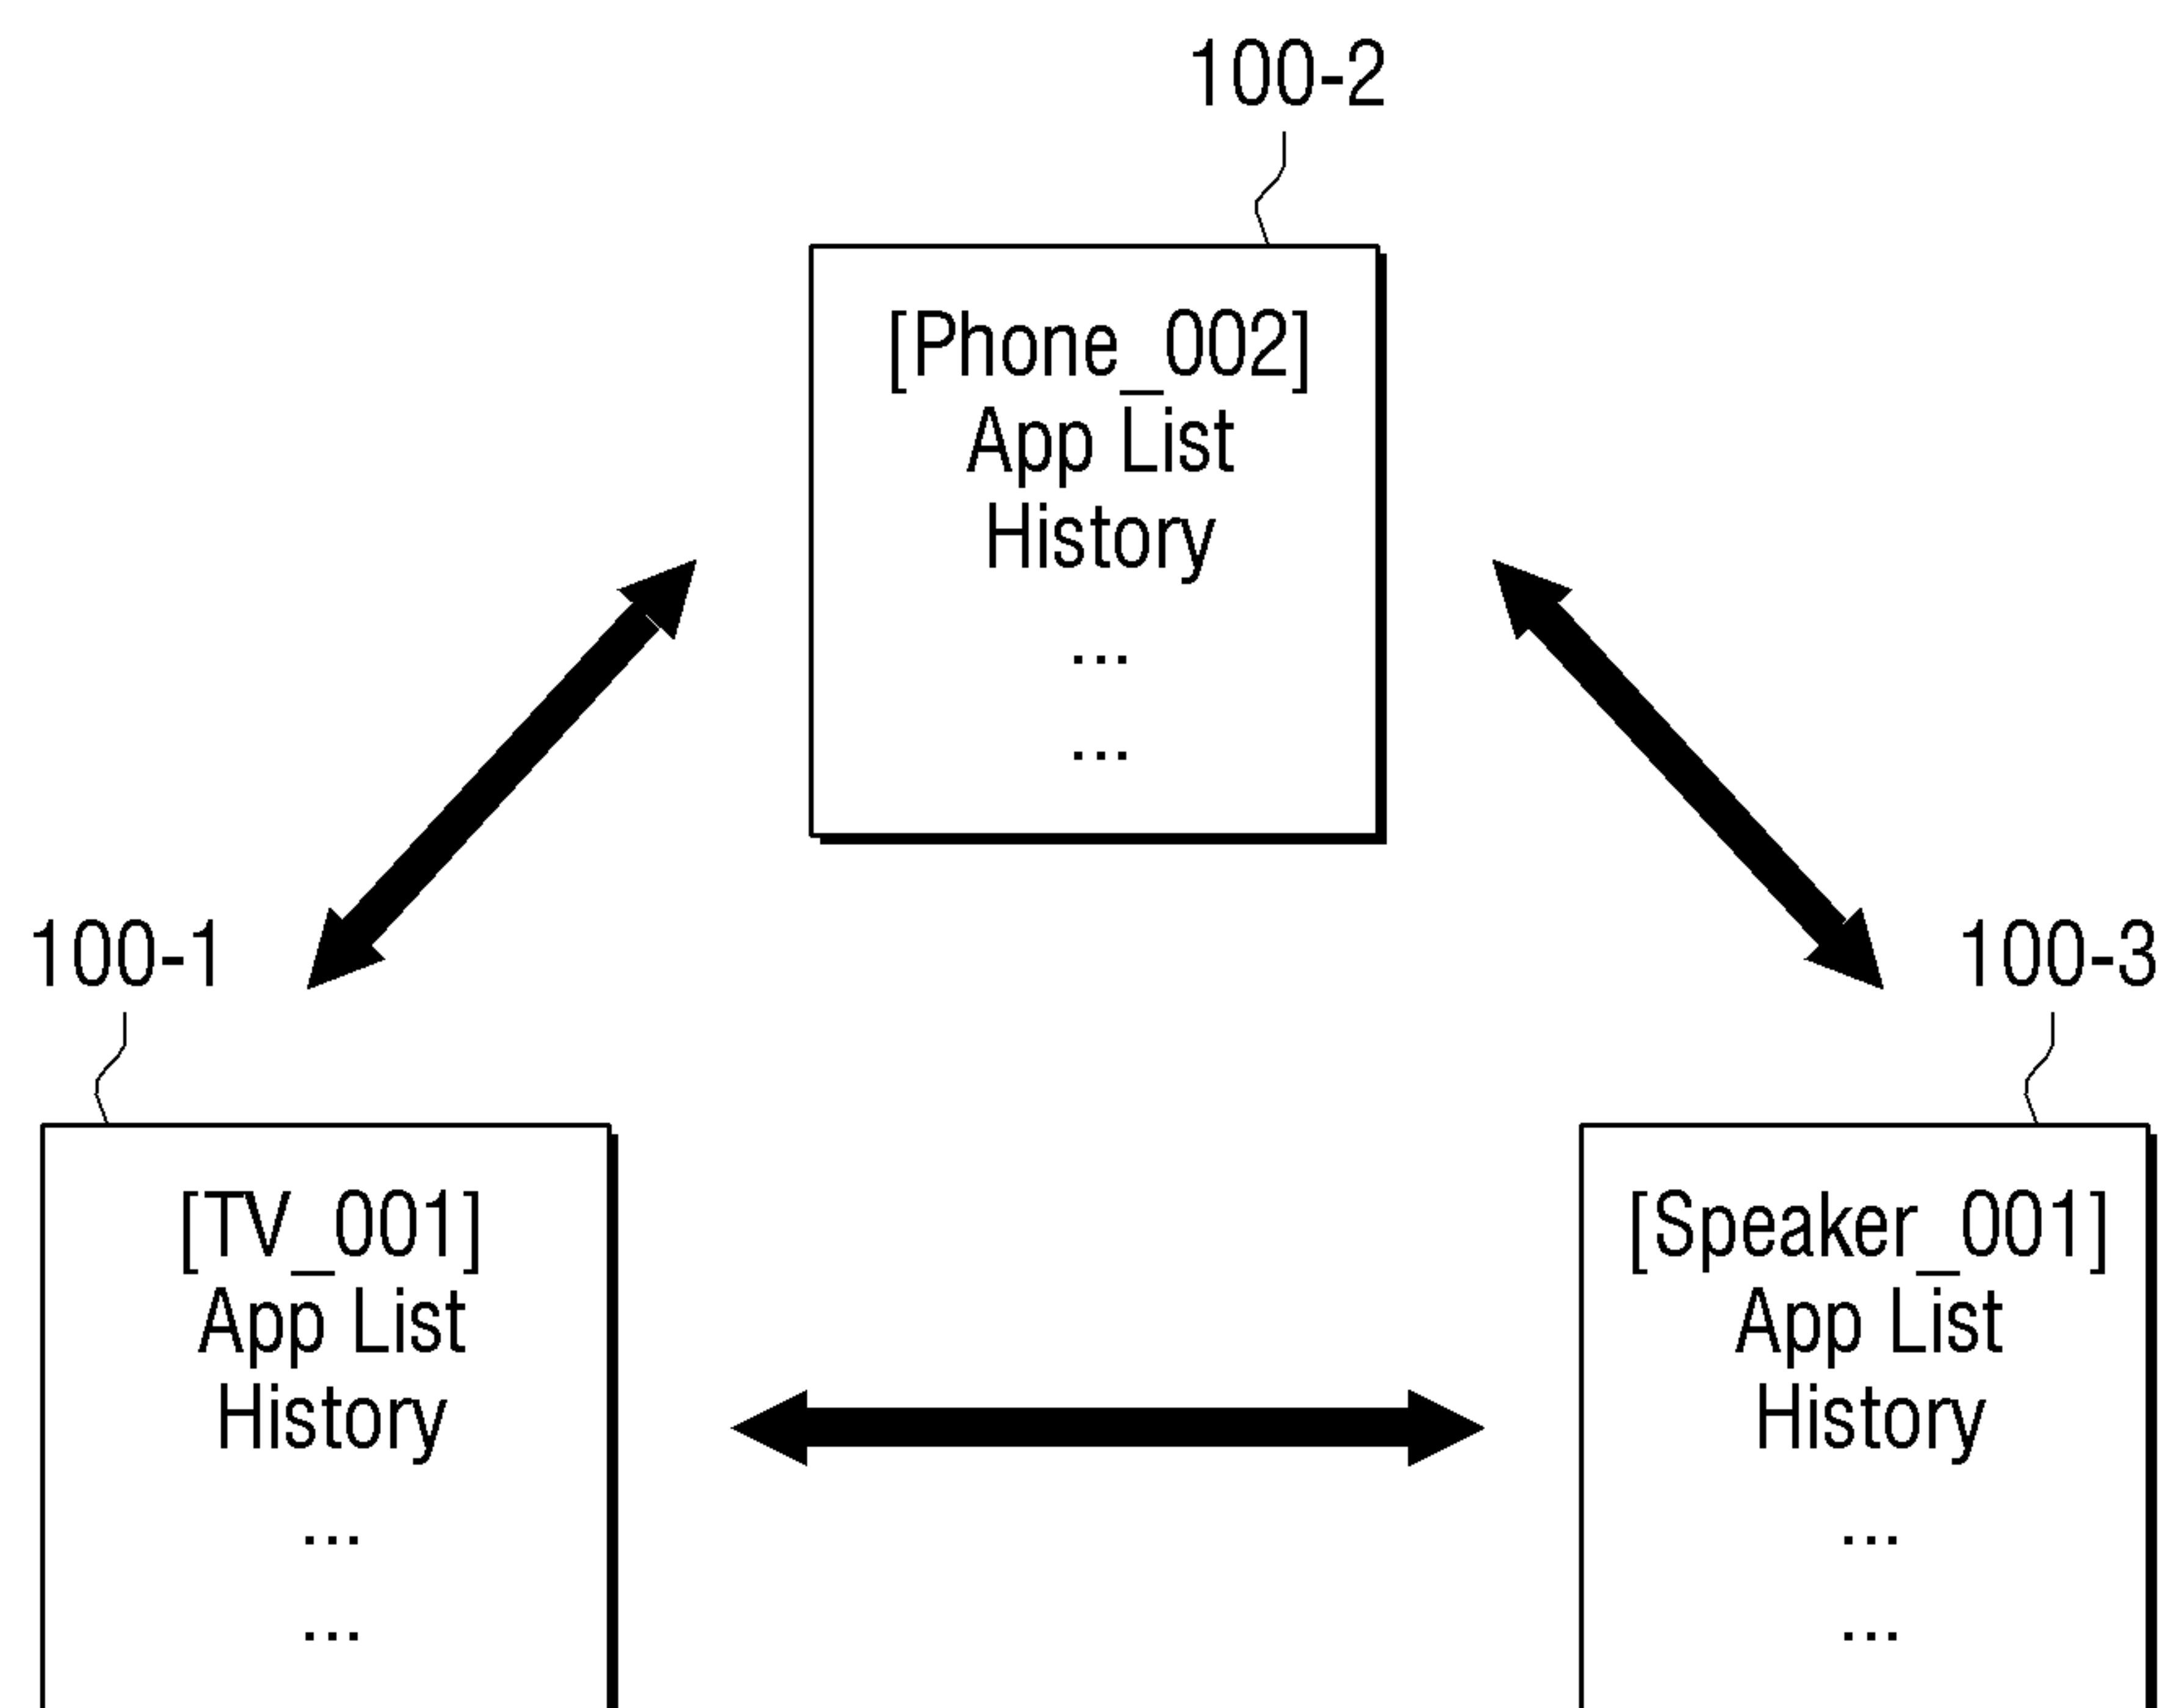 100-2
[Phone_002]
App List
History
...
...
100-1
[TV_001]
App List
History
...
...
100-3
[Speaker_001]
App List
History
...
...